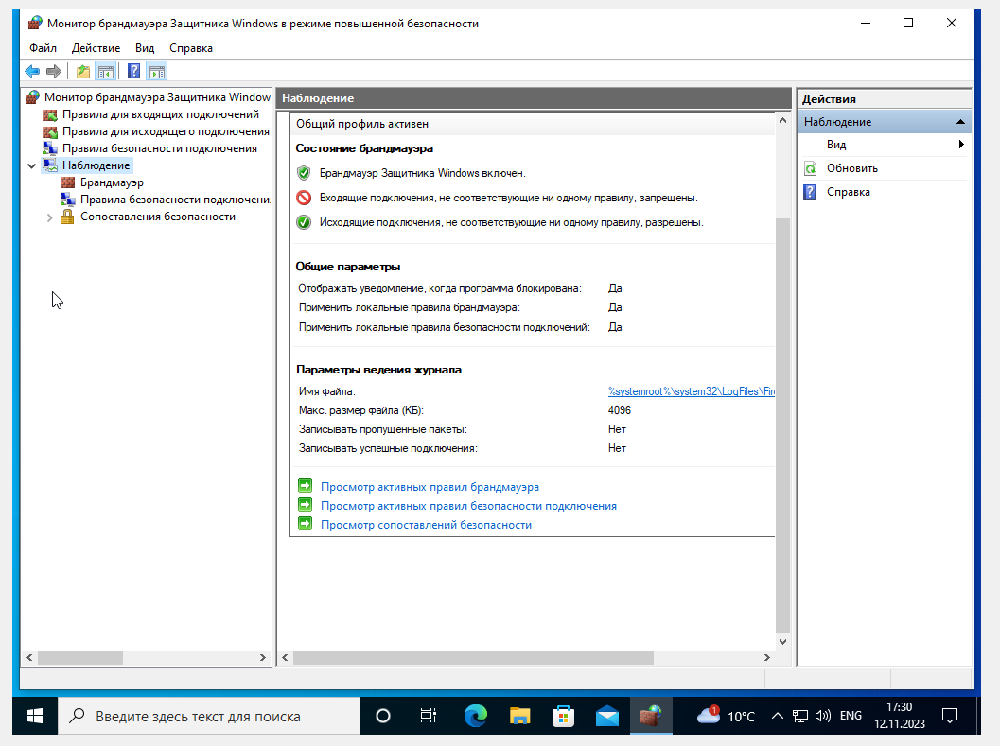 Монитор брандмауэра Защитника Windows в режиме повышенной безопасности
Файл Действие Вид Справка
Монитор брандмауэра Защитника Window
Правила для входящих подключений
Правила для исходящего подключения
Правила безопасности подключения
Наблюдение
Брандмауэр
Правила безопасности подключени
Сопоставления безопасности
Наблюдение
Общий профиль активен
Состояние брандмауэра
Брандмауэр Защитника Windows включен.
Входящие подключения, не соответствующие ни одному правилу, запрещены.
Исходящие подключения, не соответствующие ни одному правилу, разрешены.
Общие параметры
Отображать уведомление, когда программа блокирована: Да
Применить локальные правила брандмауэра: Да
Применить локальные правила безопасности подключений: Да
Параметры ведения журнала
Имя файла: %systemroot%\system32\LogFiles\Fir
Макс. размер файла (КБ): 4096
Записывать пропущенные пакеты: Нет
Записывать успешные подключения: Нет
Просмотр активных правил брандмауэра
Просмотр активных правил безопасности подключения
Просмотр сопоставлений безопасности
Действия
Наблюдение
Вид
Обновить
Справка
Введите здесь текст для поиска
1
10°C
ENG
17:30
12.11.2023